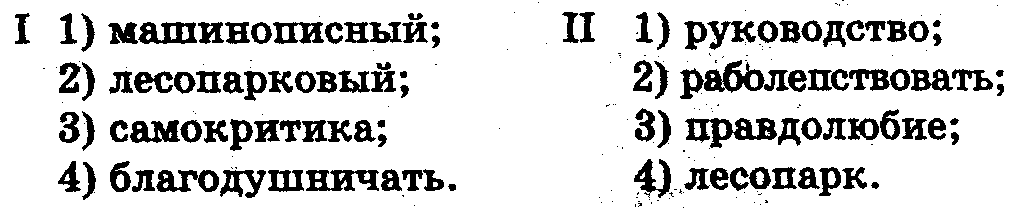 I 1) машинописный;
2) лесопарковый;
3) самокритика;
4) благодушничать.
II 1) руководство;
2) раболепствовать;
3) правдолюбие;
4) лесопарк.